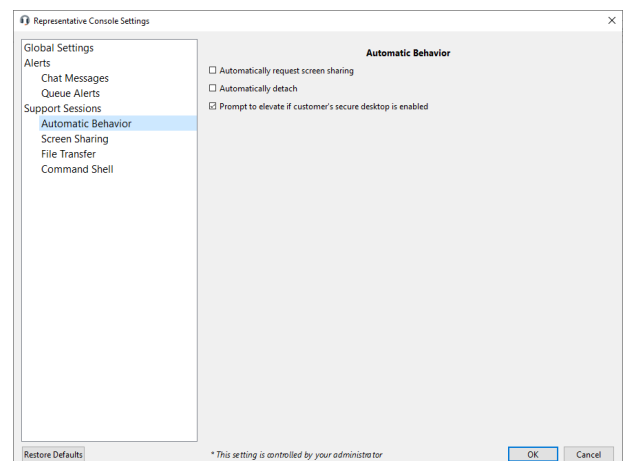 Representative Console Settings
Global Settings
Alerts
Chat Messages
Queue Alerts
Support Sessions
Automatic Behavior
Screen Sharing
File Transfer
Command Shell
Automatic Behavior
Automatically request screen sharing
Automatically detach
Prompt to elevate if customer's secure desktop is enabled
Restore Defaults
* This setting is controlled by your administrator
OK
Cancel